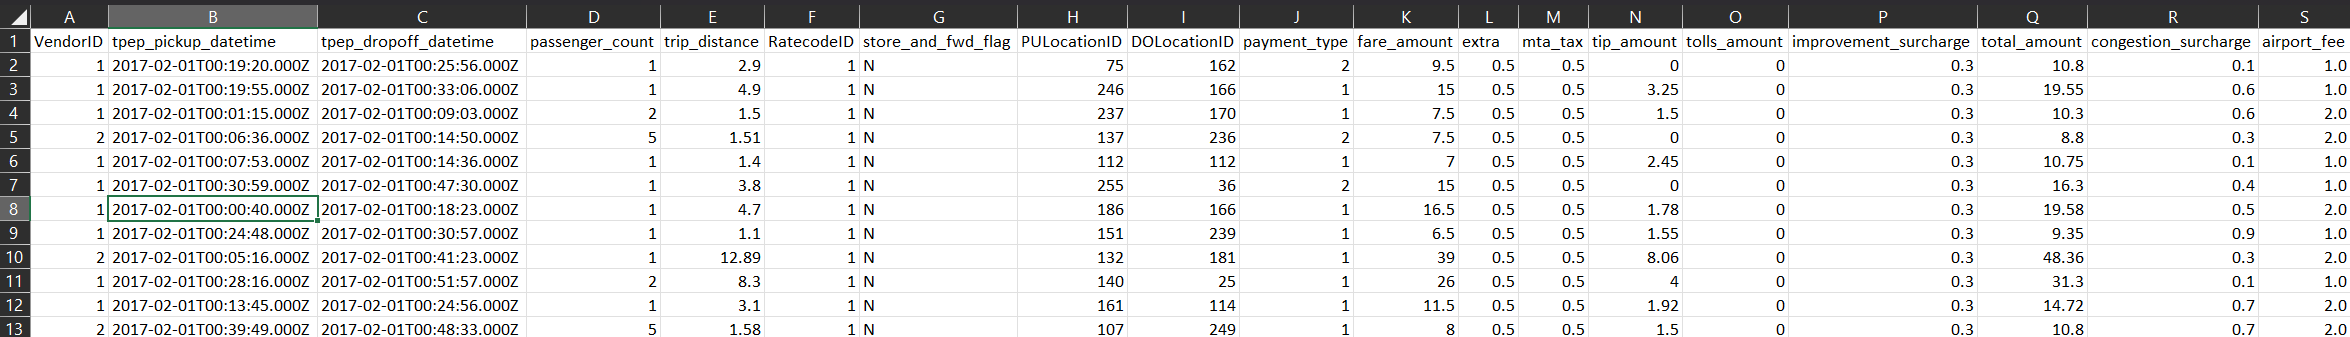 A B C D E F G H I J K L M N O P Q R S
1 VendorID tpep_pickup_datetime tpep_dropoff_datetime passenger_count trip_distance RatecodeID store_and_fwd_flag PULocationID DOLocationID payment_type fare_amount extra mta_tax tip_amount tolls_amount improvement_surcharge total_amount congestion_surcharge airport_fee
2 1 2017-02-01T00:19:20.000Z 2017-02-01T00:25:56.000Z 1 2.9 1 N 75 162 2 9.5 0.5 0.5 0 0 0.3 10.8 0.1 1.0
3 1 2017-02-01T00:19:55.000Z 2017-02-01T00:33:06.000Z 1 4.9 1 N 246 166 1 15 0.5 0.5 3.25 0 0.3 19.55 0.6 1.0
4 1 2017-02-01T00:01:15.000Z 2017-02-01T00:09:03.000Z 2 1.5 1 N 237 170 1 7.5 0.5 0.5 1.5 0 0.3 10.3 0.6 2.0
5 2 2017-02-01T00:06:36.000Z 2017-02-01T00:14:50.000Z 5 1.51 1 N 137 236 2 7.5 0.5 0.5 0 0 0.3 8.8 0.3 2.0
6 1 2017-02-01T00:07:53.000Z 2017-02-01T00:14:36.000Z 1 1.4 1 N 112 112 1 7 0.5 0.5 2.45 0 0.3 10.75 0.1 1.0
7 1 2017-02-01T00:30:59.000Z 2017-02-01T00:47:30.000Z 1 3.8 1 N 255 36 2 15 0.5 0.5 0 0 0.3 16.3 0.4 1.0
8 1 2017-02-01T00:00:40.000Z 2017-02-01T00:18:23.000Z 1 4.7 1 N 186 166 1 16.5 0.5 0.5 1.78 0 0.3 19.58 0.5 2.0
9 1 2017-02-01T00:24:48.000Z 2017-02-01T00:30:57.000Z 1 1.1 1 N 151 239 1 6.5 0.5 0.5 1.55 0 0.3 9.35 0.9 1.0
10 2 2017-02-01T00:05:16.000Z 2017-02-01T00:41:23.000Z 1 12.89 1 N 132 181 1 39 0.5 0.5 8.06 0 0.3 48.36 0.3 2.0
11 1 2017-02-01T00:28:16.000Z 2017-02-01T00:51:57.000Z 2 8.3 1 N 140 25 1 26 0.5 0.5 4 0 0.3 31.3 0.1 1.0
12 1 2017-02-01T00:13:45.000Z 2017-02-01T00:24:56.000Z 1 3.1 1 N 161 114 1 11.5 0.5 0.5 1.92 0 0.3 14.72 0.7 2.0
13 2 2017-02-01T00:39:49.000Z 2017-02-01T00:48:33.000Z 5 1.58 1 N 107 249 1 8 0.5 0.5 1.5 0 0.3 10.8 0.7 2.0